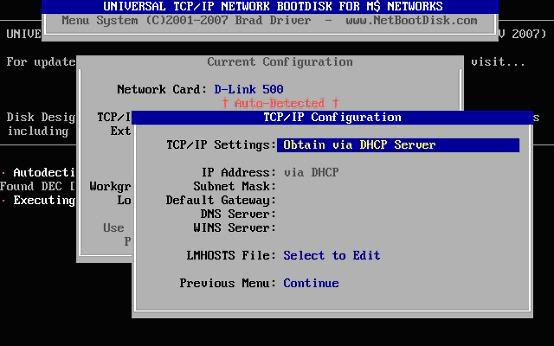 UNIVERSAL TCP/IP NETWORK BOOTDISK FOR M$ NETWORKS
Menu System (C)2001-2007 Brad Driver - www.NetBootDisk.com
UNIVE
2007)
For update
visit...
Current Configuration
Network Card: D-Link 500
† Auto-Detected †
Disk Desig
including
TCP/I
Ext
TCP/IP Configuration
TCP/IP Settings: Obtain via DHCP Server
IP Address: via DHCP
Subnet Mask:
Default Gateway:
DNS Server:
WINS Server:
LMHOSTS File: Select to Edit
Previous Menu: Continue
· Autodecti
Found DEC
· Executing
Workgr
Lo
Use
P